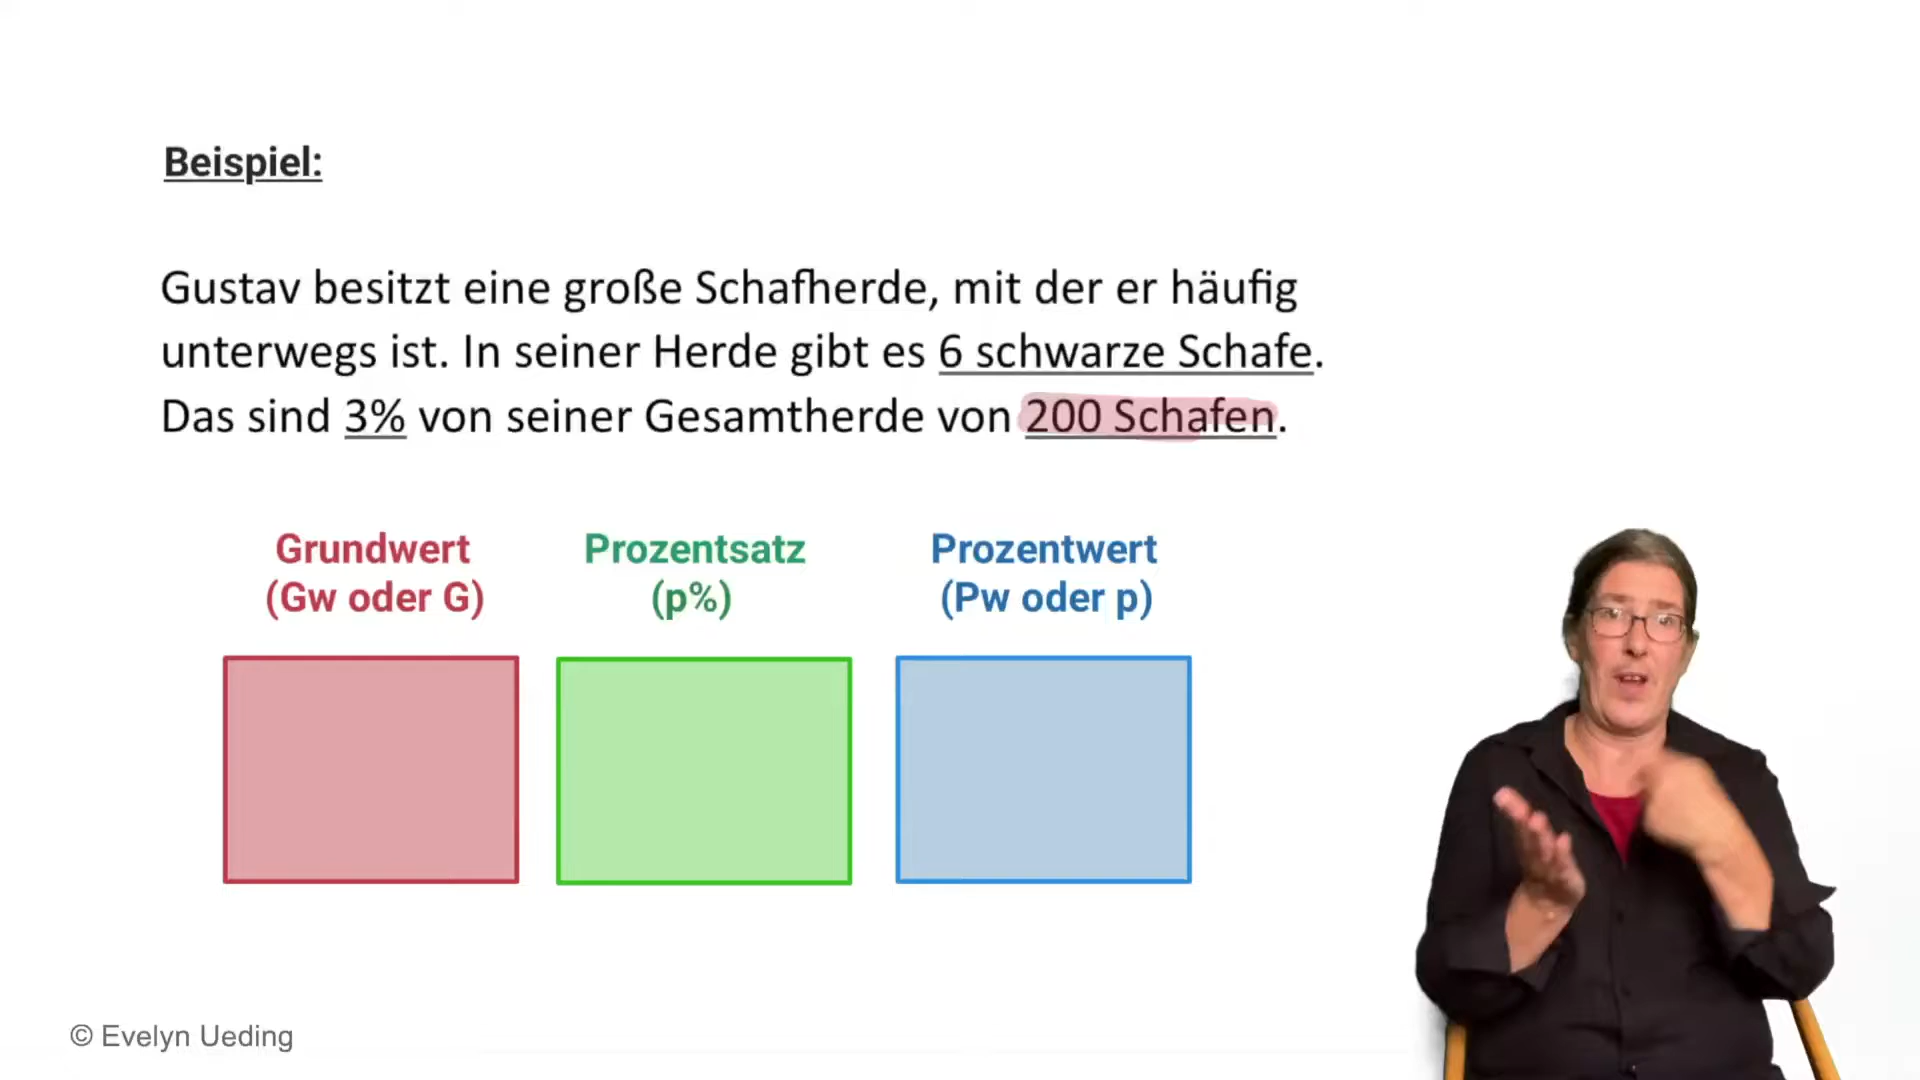 Beispiel:
Gustav besitzt eine große Schafherde, mit der er häufig
unterwegs ist. In seiner Herde gibt es 6 schwarze Schafe.
Das sind 3% von seiner Gesamtherde von 200 Schafen.
Grundwert
(Gw oder G)
Prozentsatz
(p%)
Prozentwert
(Pw oder p)
© Evelyn Ueding